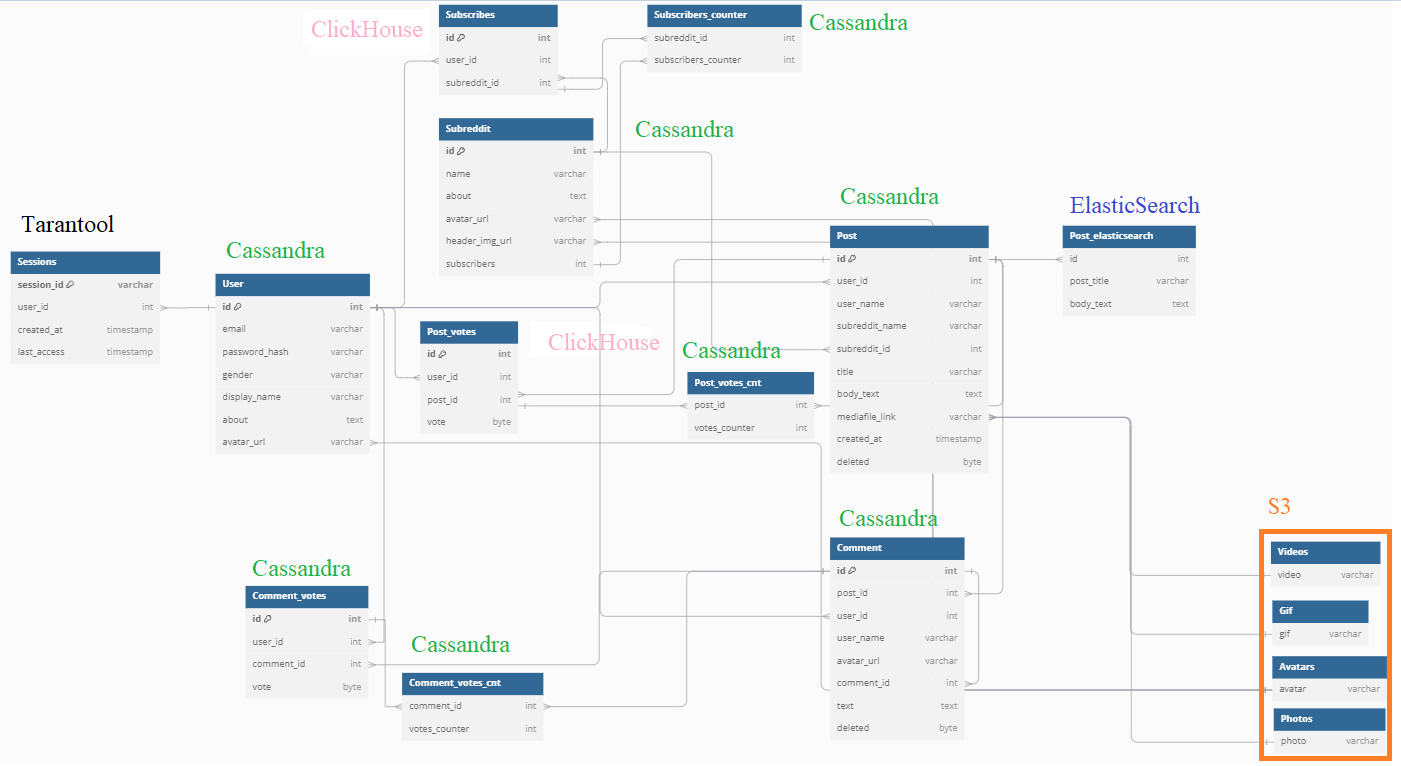 ClickHouse
Subscribes
id int
user_id int
subreddit_id int
Subscribers_counter
subreddit_id int
subscribers_counter int
Cassandra
Subreddit
id int
name varchar
about text
avatar_url varchar
header_img_url varchar
subscribers int
Cassandra
Tarantool
Sessions
session_id varchar
user_id int
created_at timestamp
last_access timestamp
Cassandra
User
id int
email varchar
password_hash varchar
gender varchar
display_name varchar
about text
avatar_url varchar
Post_votes
id int
user_id int
post_id int
vote byte
ClickHouse
Cassandra
Post_votes_cnt
post_id int
votes_counter int
Cassandra
Post
id int
user_id int
user_name varchar
subreddit_name varchar
subreddit_id int
title varchar
body_text text
mediafile_link varchar
created_at timestamp
deleted byte
ElasticSearch
Post_elasticsearch
id int
post_title varchar
body_text text
Cassandra
Comment_votes
id int
user_id int
comment_id int
vote byte
Cassandra
Comment_votes_cnt
comment_id int
votes_counter int
Cassandra
Comment
id int
post_id int
user_id int
user_name varchar
avatar_url varchar
comment_id int
text text
deleted byte
S3
Videos
video varchar
Gif
gif varchar
Avatars
avatar varchar
Photos
photo varchar